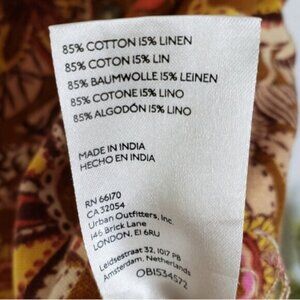 85% COTTON 15% LINEN
85% COTON 15% LIN
85% BAUMWOLLE 15% LEINEN
85% COTONE 15% LINO
85% ALGODÓN 15% LINO
MADE IN INDIA
HECHO EN INDIA
RN 66170
CA 32054
Urban Outfitters, Inc.
146 Brick Lane
LONDON, E1 6RU
Leidsestraat 32, 1017 PB
Amsterdam, Netherlands
OB1534572